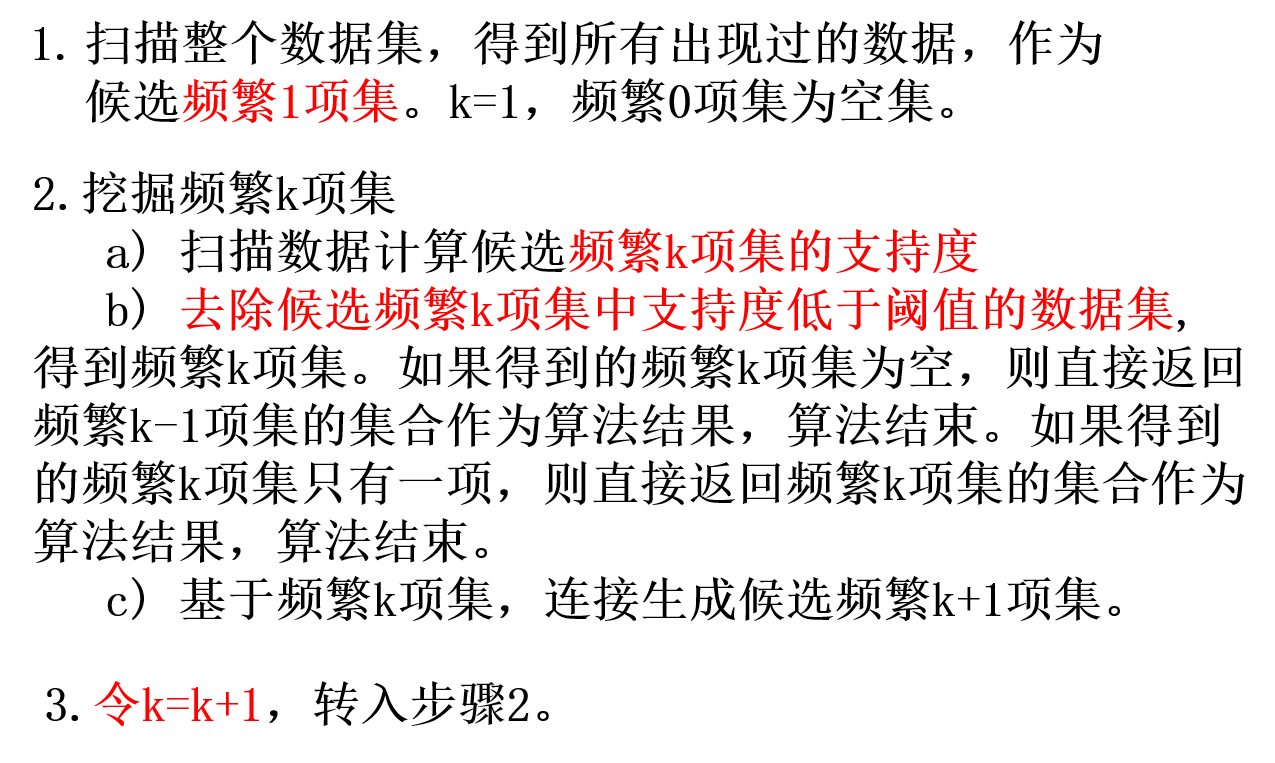 1. 扫描整个数据集，得到所有出现过的数据，作为
候选频繁1项集。k=1，频繁0项集为空集。
2. 挖掘频繁k项集
a) 扫描数据计算候选频繁k项集的支持度
b) 去除候选频繁k项集中支持度低于阈值的数据集,
得到频繁k项集。如果得到的频繁k项集为空，则直接返回
频繁k-1项集的集合作为算法结果，算法结束。如果得到
的频繁k项集只有一项，则直接返回频繁k项集的集合作为
算法结果，算法结束。
c) 基于频繁k项集，连接生成候选频繁k+1项集。
3. 令k=k+1，转入步骤2。